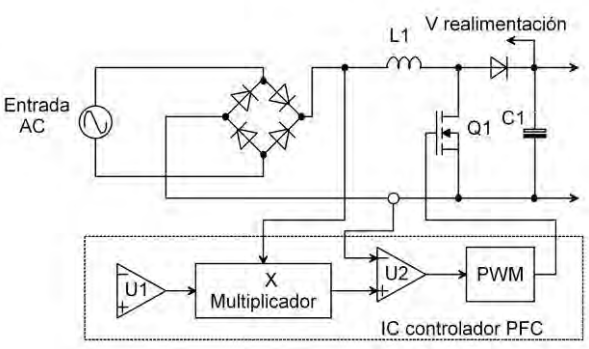 V realimentación
L1
Entrada
AC
Q1
C1
U1
X
Multiplicador
U2
PWM
IC controlador PFC